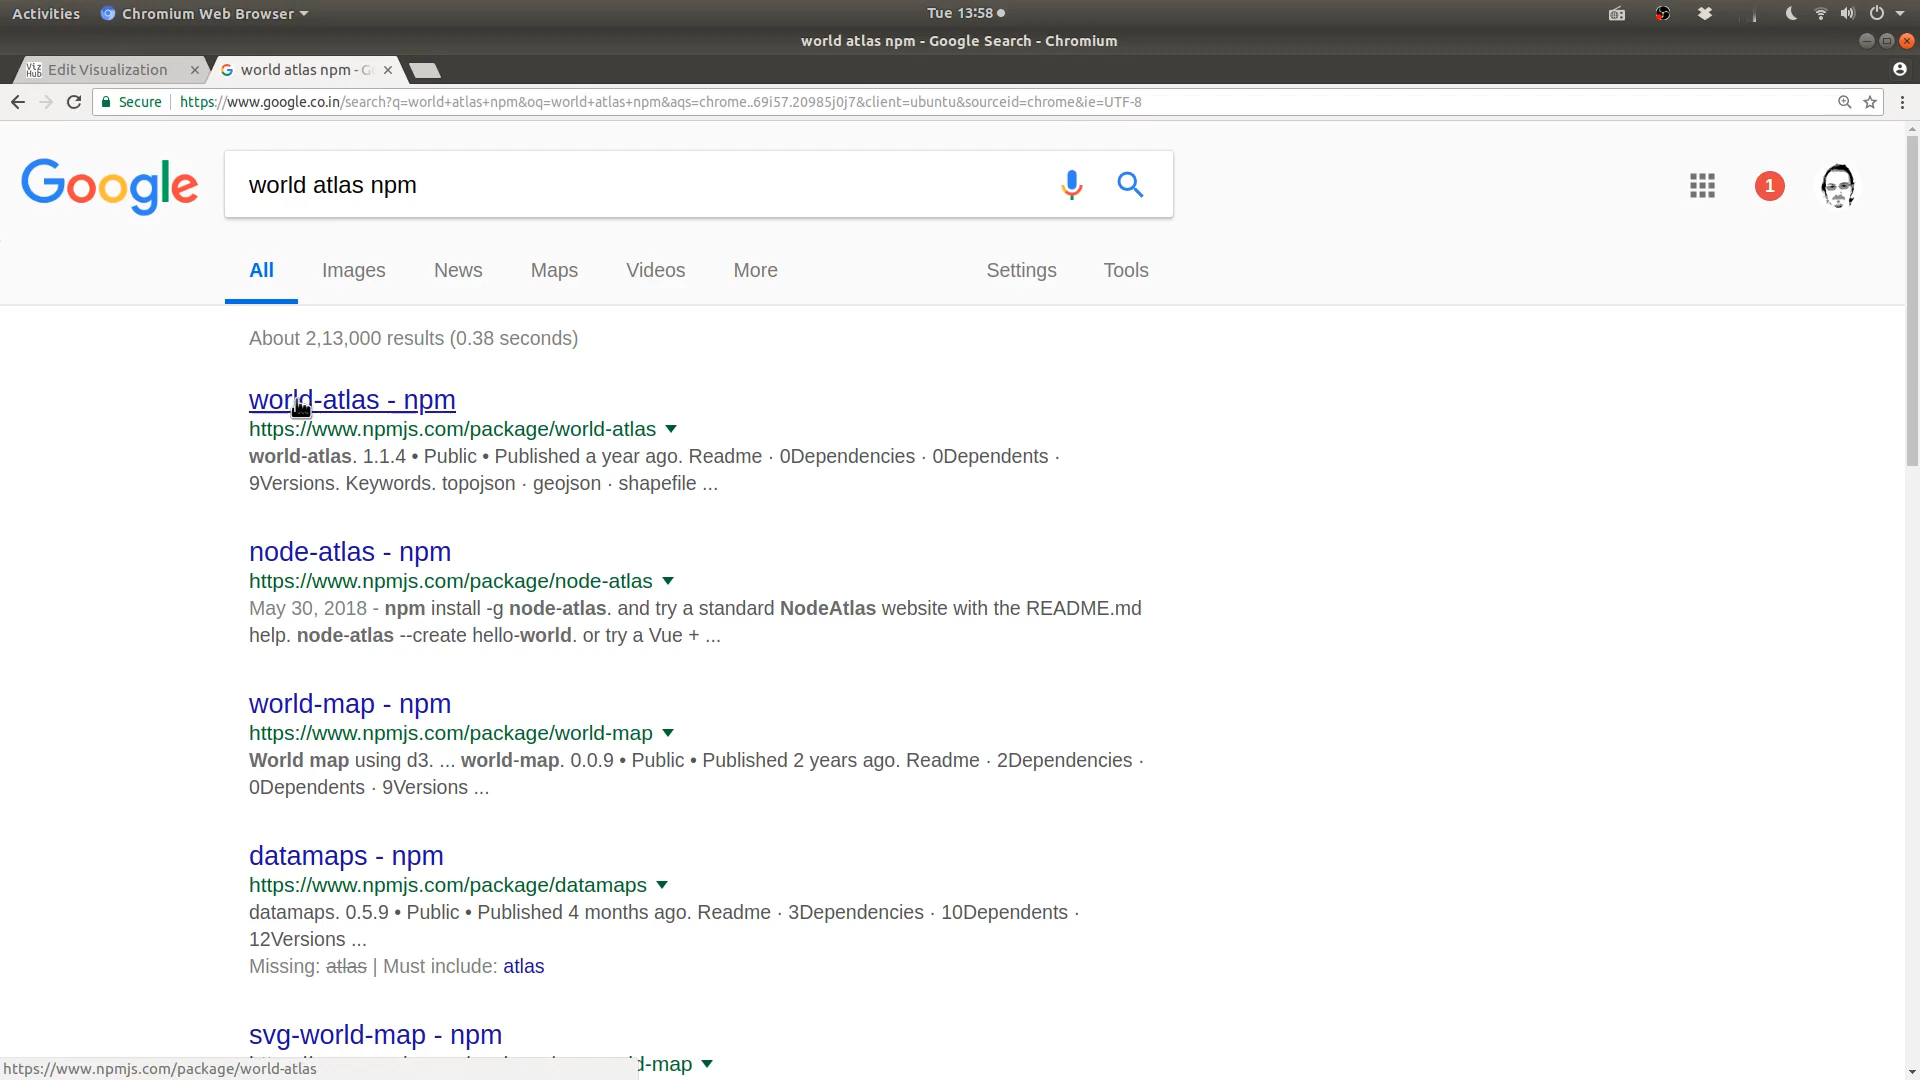 Activities Chromium Web Browser Tue 13:58
world atlas npm - Google Search - Chromium
Viz Hub Edit Visualization world atlas npm - G
Secure https://www.google.co.in/search?q=world+atlas+npm&oq=world+atlas+npm&aqs=chrome..69i57.20985j0j7&client=ubuntu&sourceid=chrome&ie=UTF-8
Google world atlas npm 1
All Images News Maps Videos More Settings Tools
About 2,13,000 results (0.38 seconds)
world-atlas - npm
https://www.npmjs.com/package/world-atlas
world-atlas. 1.1.4 • Public • Published a year ago. Readme · 0Dependencies · 0Dependents ·
9Versions. Keywords. topojson · geojson · shapefile ...
node-atlas - npm
https://www.npmjs.com/package/node-atlas
May 30, 2018 - npm install -g node-atlas. and try a standard NodeAtlas website with the README.md
help. node-atlas --create hello-world. or try a Vue + ...
world-map - npm
https://www.npmjs.com/package/world-map
World map using d3. ... world-map. 0.0.9 • Public • Published 2 years ago. Readme · 2Dependencies ·
0Dependents · 9Versions ...
datamaps - npm
https://www.npmjs.com/package/datamaps
datamaps. 0.5.9 • Public • Published 4 months ago. Readme · 3Dependencies · 10Dependents ·
12Versions ...
Missing: atlas | Must include: atlas
svg-world-map - npm
d-map
https://www.npmjs.com/package/world-atlas